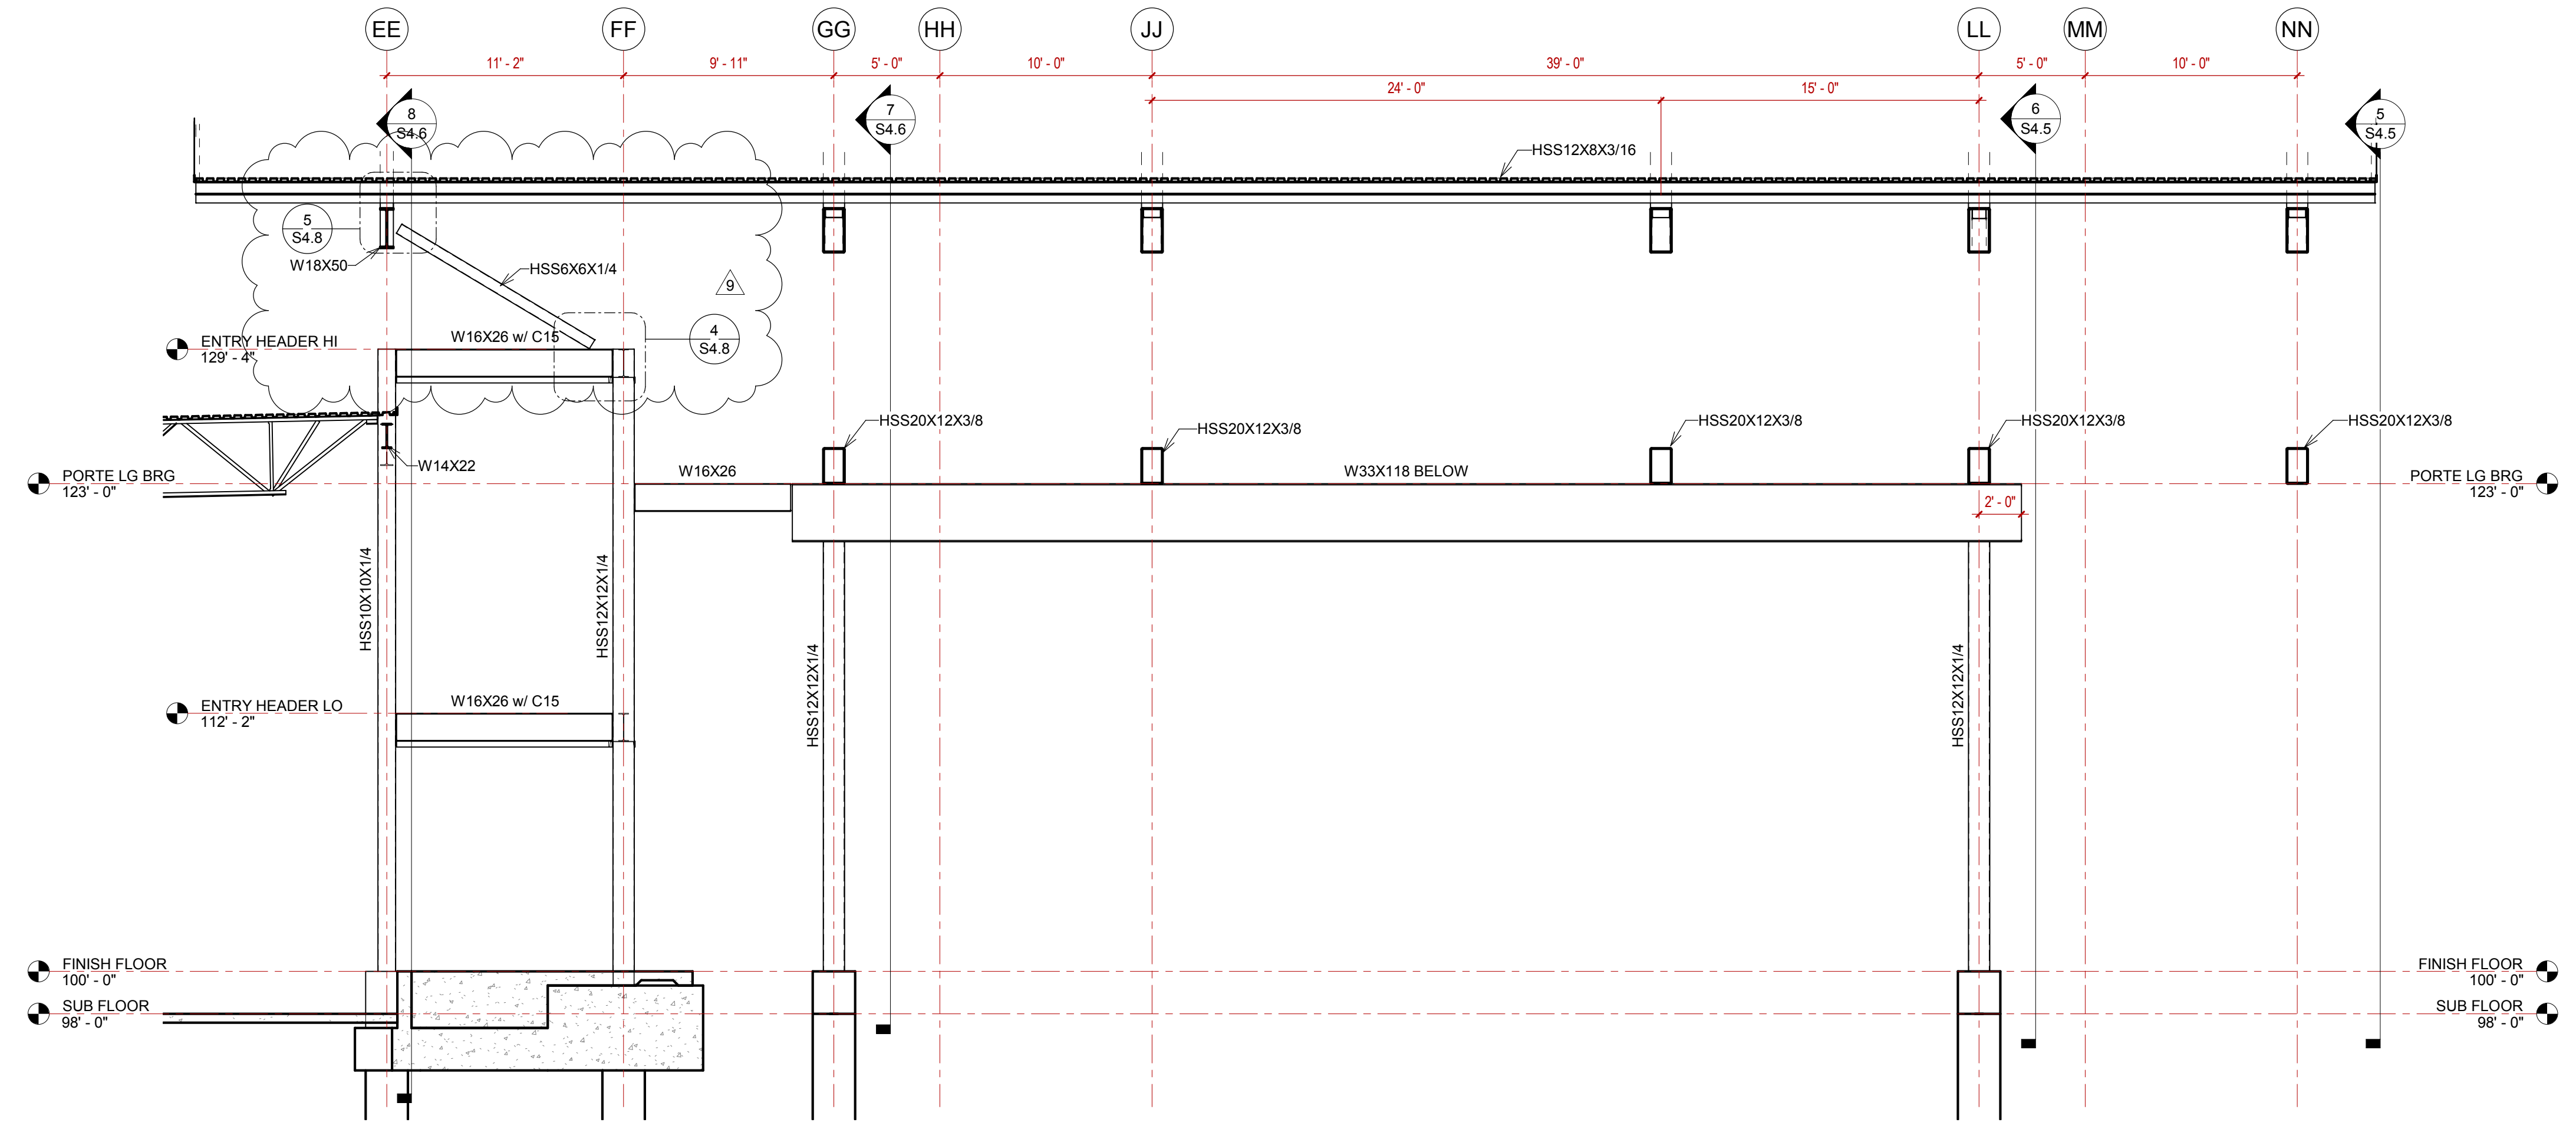 EE
FF
GG
HH
JJ
LL
MM
NN
11' - 2"
9' - 11"
5' - 0"
10' - 0"
39' - 0"
5' - 0"
10' - 0"
24' - 0"
15' - 0"
8
S4.6
7
S4.6
6
S4.5
5
S4.5
HSS12X8X3/16
5
S4.8
W18X50
HSS6X6X1/4
9
4
S4.8
ENTRY HEADER HI
129' - 4"
W16X26 w/ C15
HSS20X12X3/8
HSS20X12X3/8
HSS20X12X3/8
HSS20X12X3/8
HSS20X12X3/8
W14X22
PORTE LG BRG
123' - 0"
W16X26
W33X118 BELOW
PORTE LG BRG
123' - 0"
2' - 0"
HSS10X10X1/4
HSS12X12X1/4
HSS12X12X1/4
HSS12X12X1/4
ENTRY HEADER LO
112' - 2"
W16X26 w/ C15
FINISH FLOOR
100' - 0"
FINISH FLOOR
100' - 0"
SUB FLOOR
98' - 0"
SUB FLOOR
98' - 0"